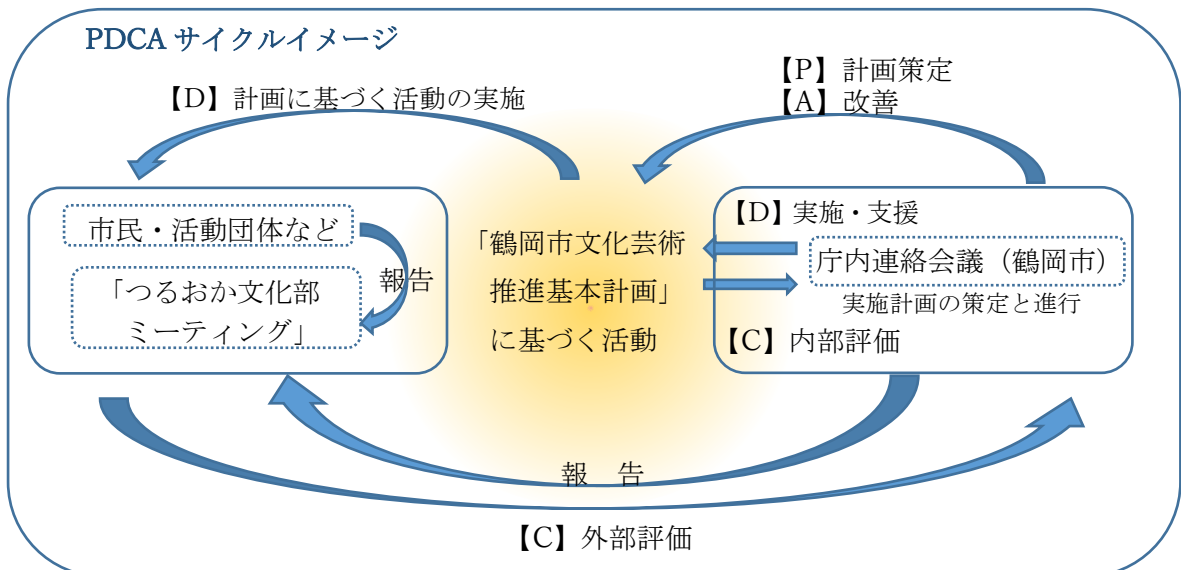 PDCA サイクルイメージ
【P】計画策定
【A】改善
【D】計画に基づく活動の実施
市民・活動団体など
報告
「つるおか文化部
ミーティング」
「鶴岡市文化芸術
推進基本計画」
に基づく活動
【D】実施・支援
庁内連絡会議（鶴岡市）
実施計画の策定と進行
【C】内部評価
報　告
【C】外部評価